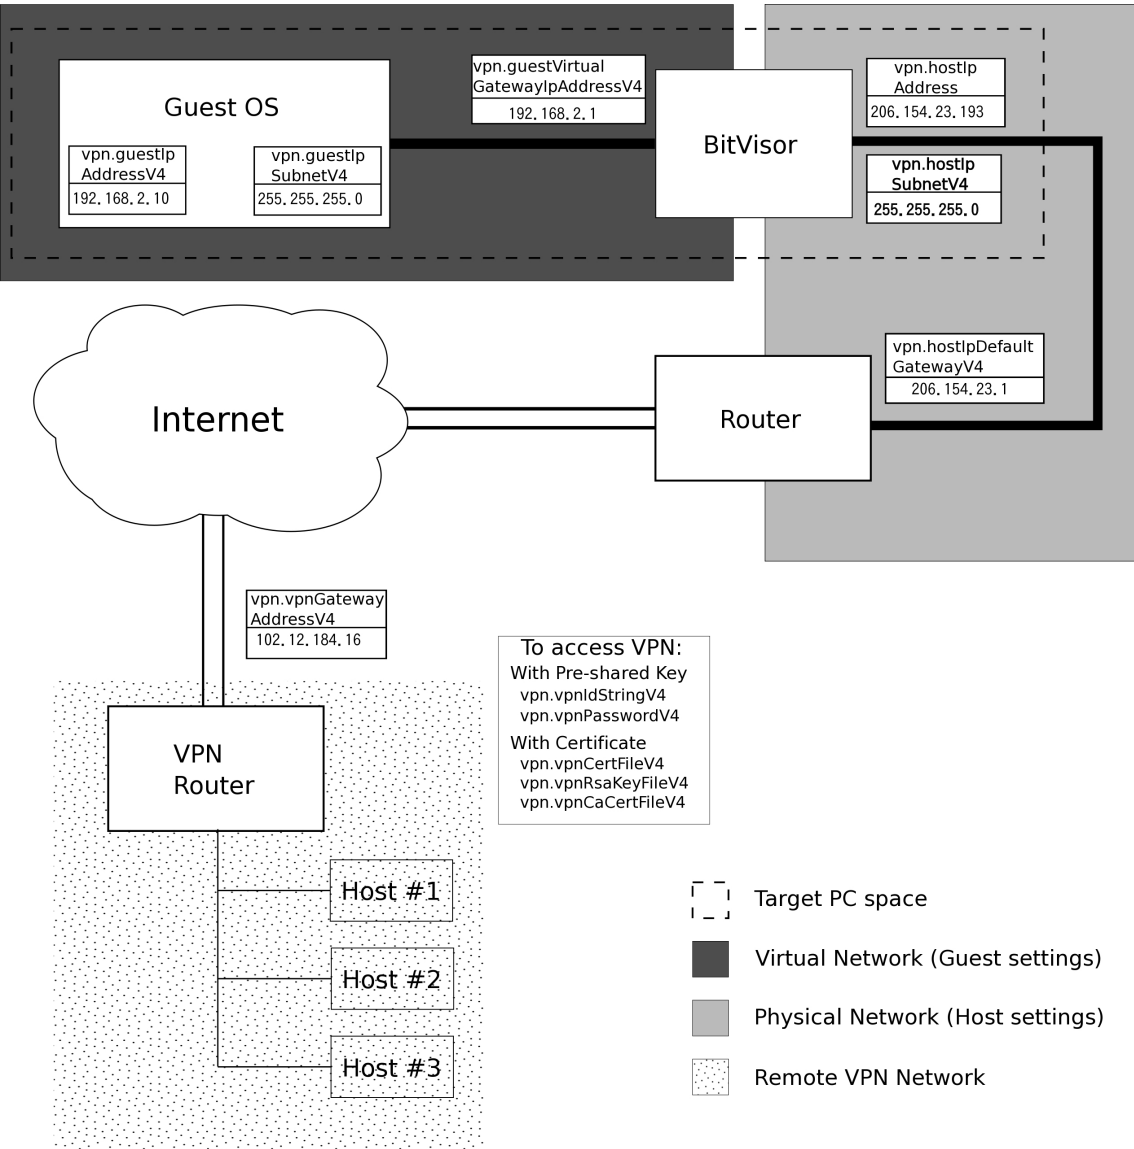 vpn.guestVirtual
GatewayIpAddressV4
192.168.2.1
vpn.hostIp
Address
206.154.23.193
Guest OS
BitVisor
vpn.guestIp
AddressV4
192.168.2.10
vpn.guestIp
SubnetV4
255.255.255.0
vpn.hostIp
SubnetV4
255.255.255.0
vpn.hostIpDefault
GatewayV4
206.154.23.1
Internet
Router
vpn.vpnGateway
AddressV4
102.12.184.16
To access VPN:
With Pre-shared Key
vpn.vpnIdStringV4
vpn.vpnPasswordV4
With Certificate
vpn.vpnCertFileV4
vpn.vpnRsaKeyFileV4
vpn.vpnCaCertFileV4
VPN
Router
Host #1
Host #2
Host #3
Target PC space
Virtual Network (Guest settings)
Physical Network (Host settings)
Remote VPN Network